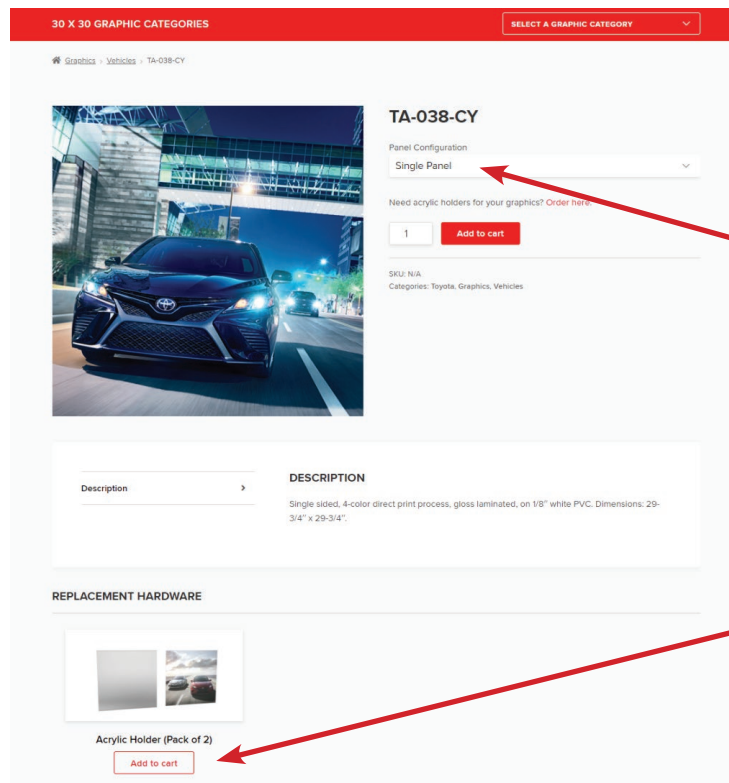 30 X 30 GRAPHIC CATEGORIES
SELECT A GRAPHIC CATEGORY
Graphics › Vehicles › TA-038-CY
TA-038-CY
Panel Configuration
Single Panel
Need acrylic holders for your graphics? Order here.
1
Add to cart
SKU: N/A
Categories: Toyota, Graphics, Vehicles
Description
DESCRIPTION
Single sided, 4-color direct print process, gloss laminated, on 1/8″ white PVC. Dimensions: 29-
3/4″ x 29-3/4″.
REPLACEMENT HARDWARE
Acrylic Holder (Pack of 2)
Add to cart